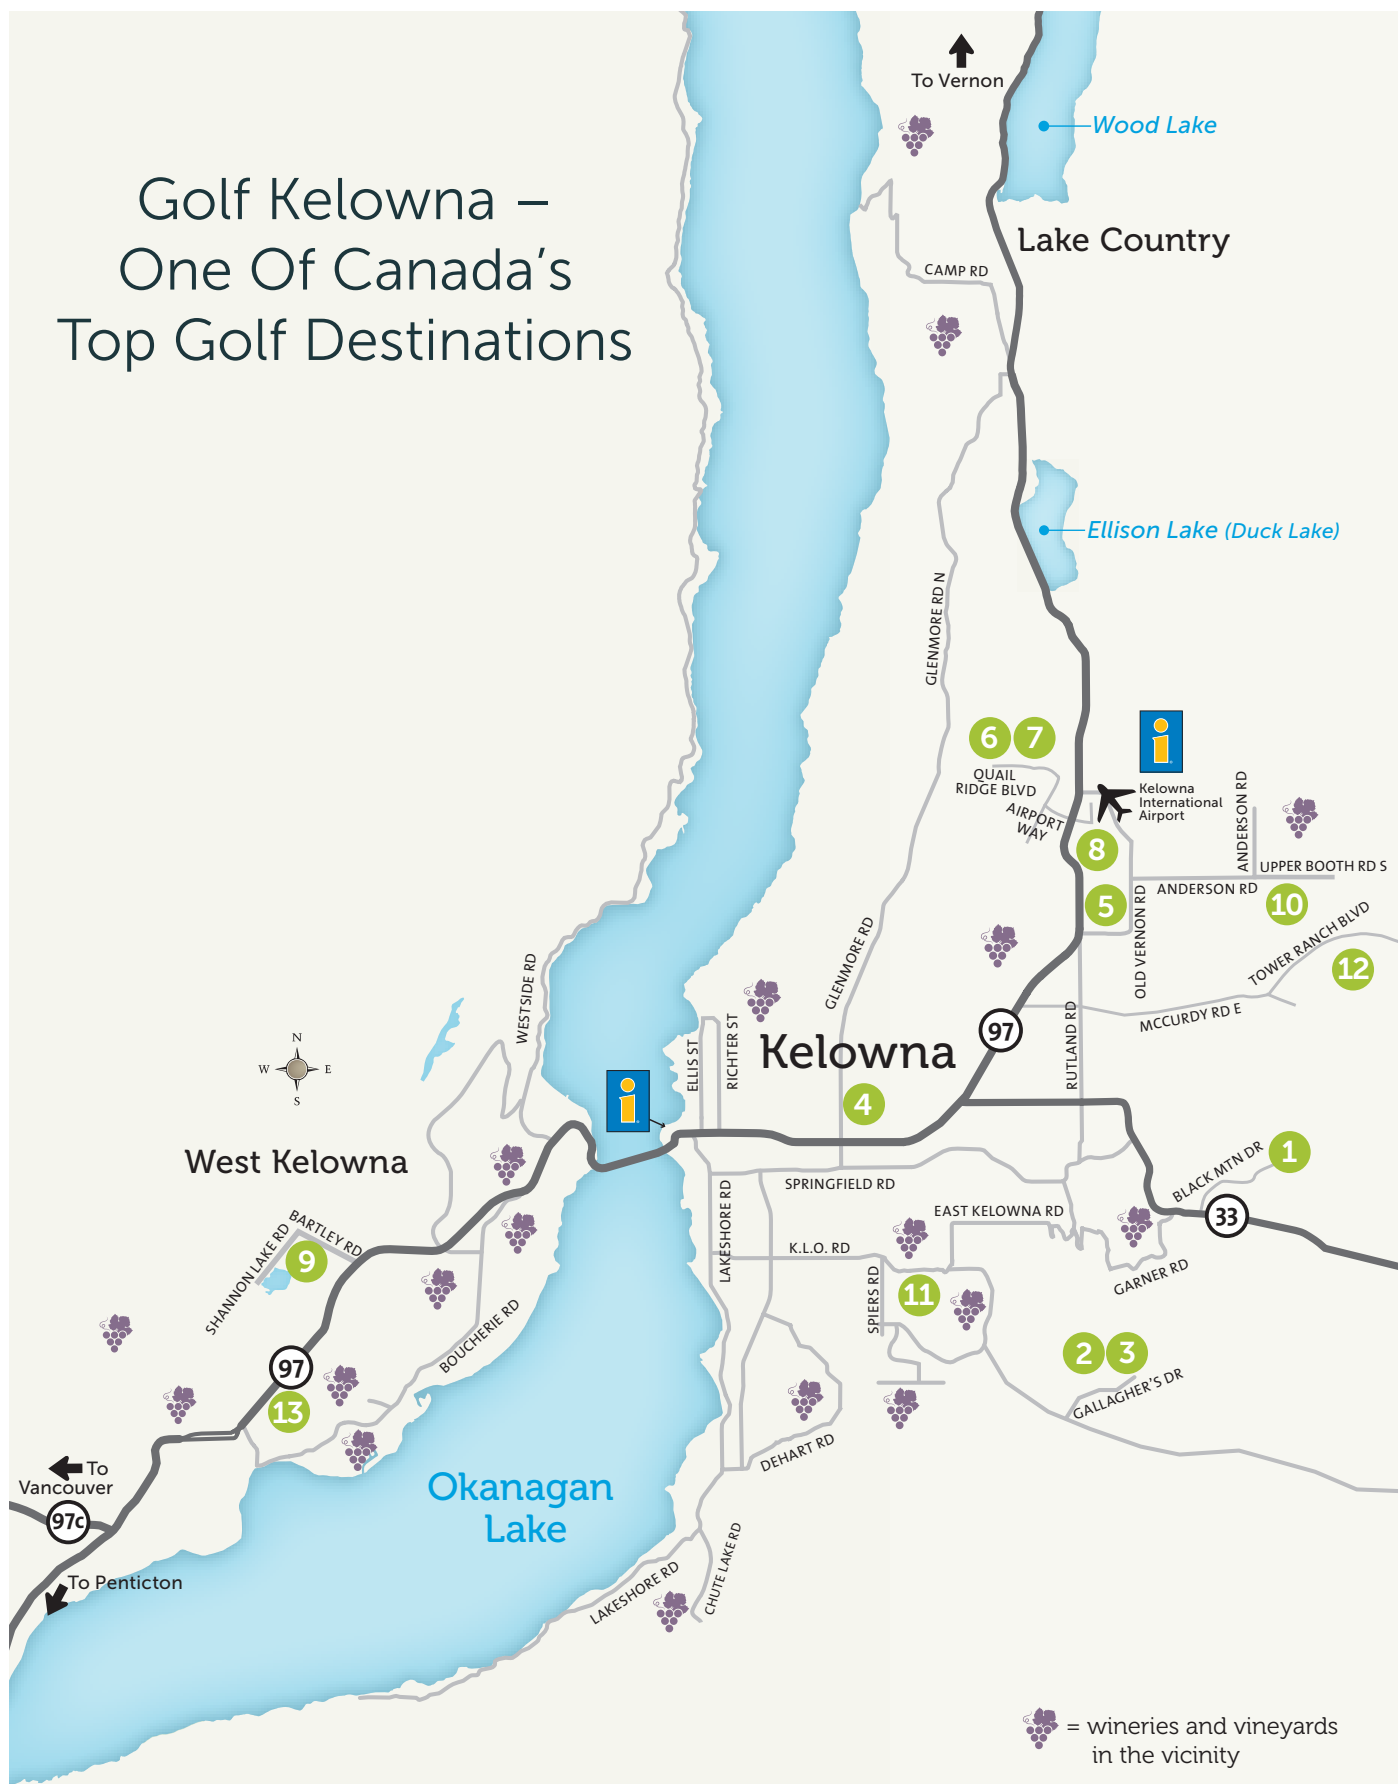 To Vernon
Wood Lake
Golf Kelowna –
One Of Canada's
Top Golf Destinations
Lake Country
CAMP RD
Ellison Lake (Duck Lake)
GLENMORE RD N
6
7
QUAIL
RIDGE BLVD
AIRPORT
WAY
i
Kelowna
International
Airport
8
ANDERSON RD
UPPER BOOTH RD S
ANDERSON RD
5
10
OLD VERNON RD
TOWER RANCH BLVD
12
GLENMORE RD
WESTSIDE RD
MCCURDY RD E
97
RUTLAND RD
ELLIS ST
RICHTER ST
Kelowna
4
N
W
E
S
i
West Kelowna
BLACK MTN DR
1
33
SPRINGFIELD RD
EAST KELOWNA RD
LAKESHORE RD
K.L.O. RD
GARNER RD
SPIERS RD
11
SHANNON LAKE RD
BARTLEY RD
9
BOUCHERIE RD
2
3
GALLAGHER'S DR
97
13
DEHART RD
To
Vancouver
97c
Okanagan
Lake
To Penticton
LAKESHORE RD
CHUTE LAKE RD
= wineries and vineyards
in the vicinity